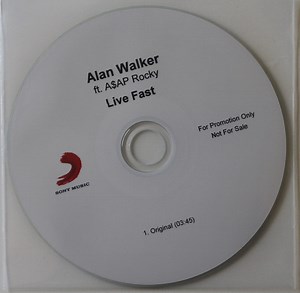 Alan Walker
ft. A$AP Rocky
Live Fast
For Promotion Only
Not For Sale
SONY MUSIC
1. Original (03:45)